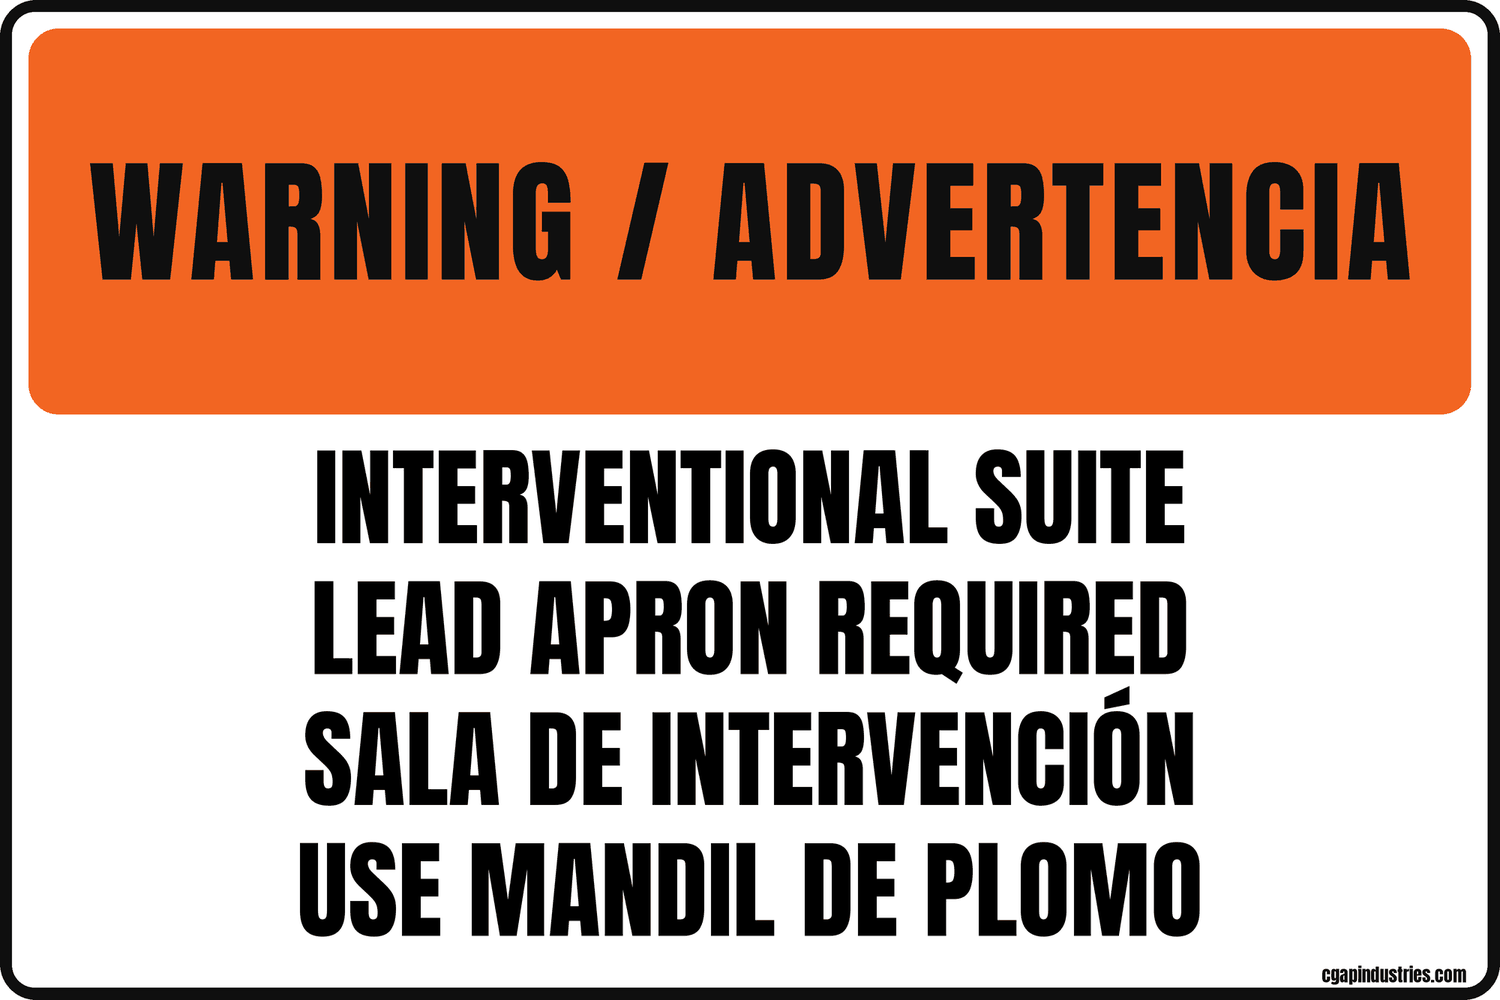 WARNING / ADVERTENCIA
INTERVENTIONAL SUITE
LEAD APRON REQUIRED
SALA DE INTERVENCIÓN
USE MANDIL DE PLOMO
cgapindustries.com